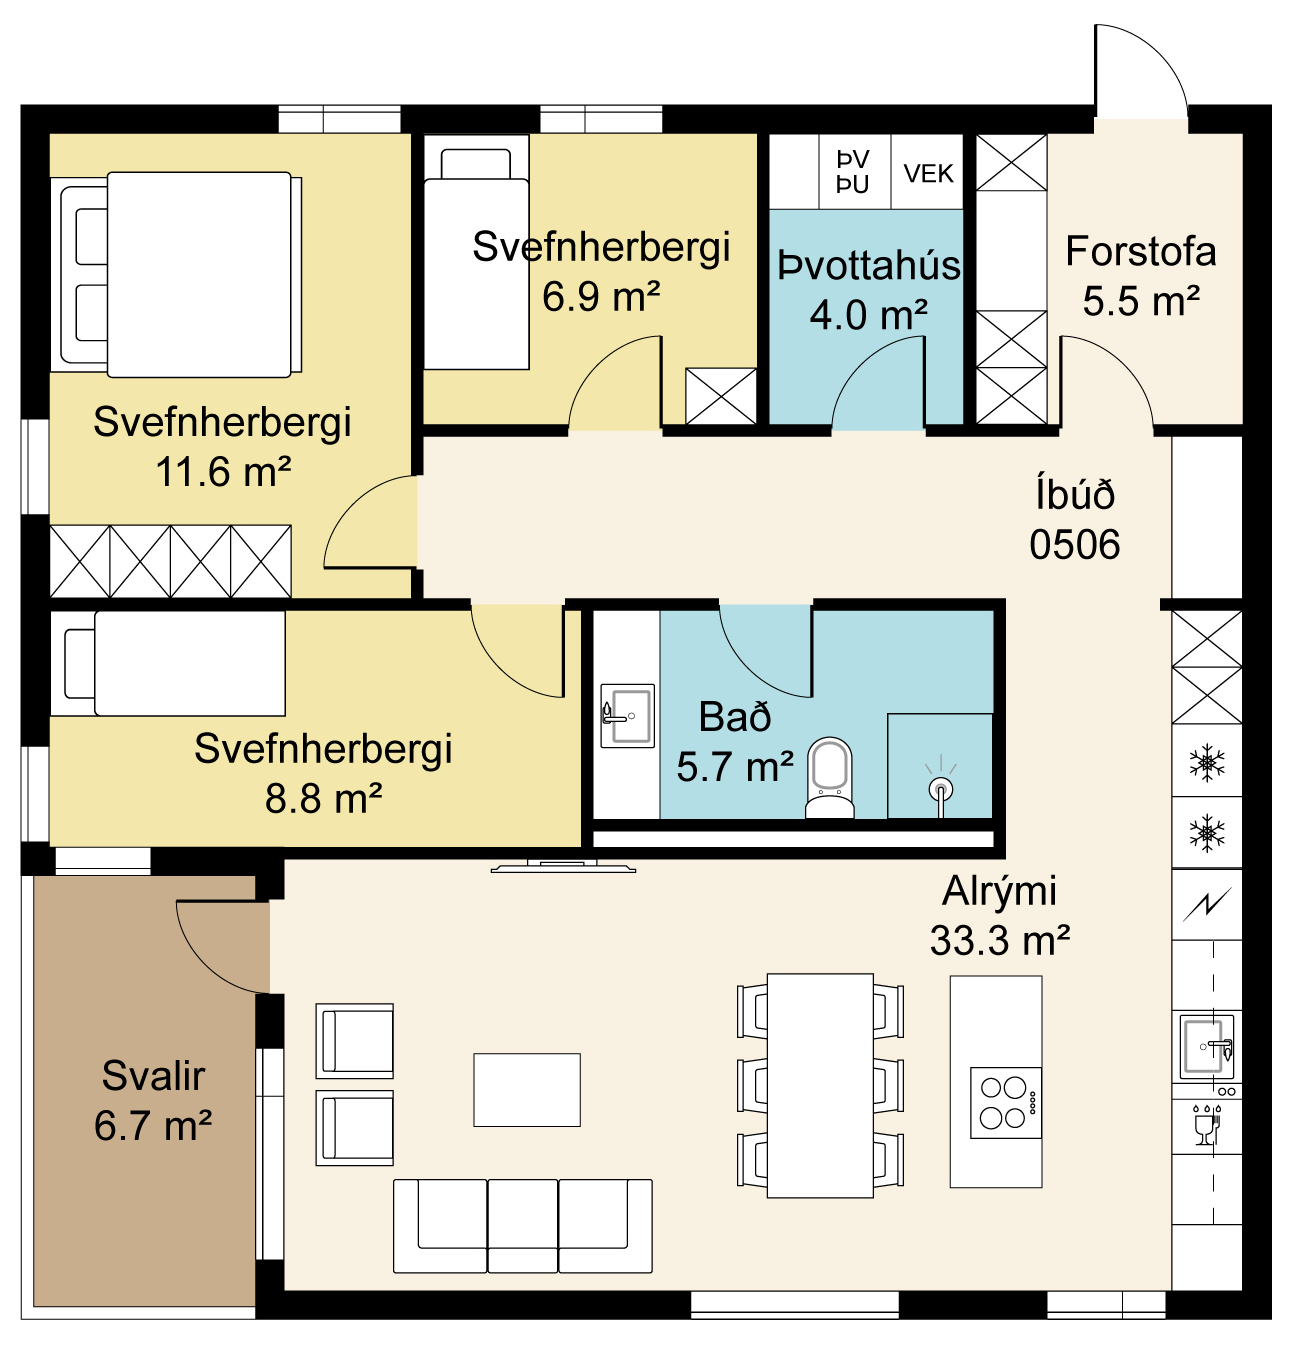 ÞV
ÞU
VEK
Svefnherbergi
6.9 m²
Þvottahús
4.0 m²
Forstofa
5.5 m²
Svefnherbergi
11.6 m²
Íbúð
0506
Svefnherbergi
8.8 m²
Bað
5.7 m²
Alrými
33.3 m²
Svalir
6.7 m²